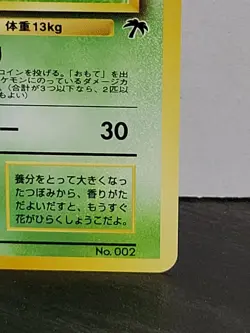 体重13kg
コインを投げる。「おもて」を出
ケモンにのっているダメージカ
(合計が3つ以下なら、2匹以
もよい)
30
養分をとって大きくなっ
たつぼみから、香りがた
だよいだすと、もうすぐ
花がひらくしょうこだよ。
No. 002